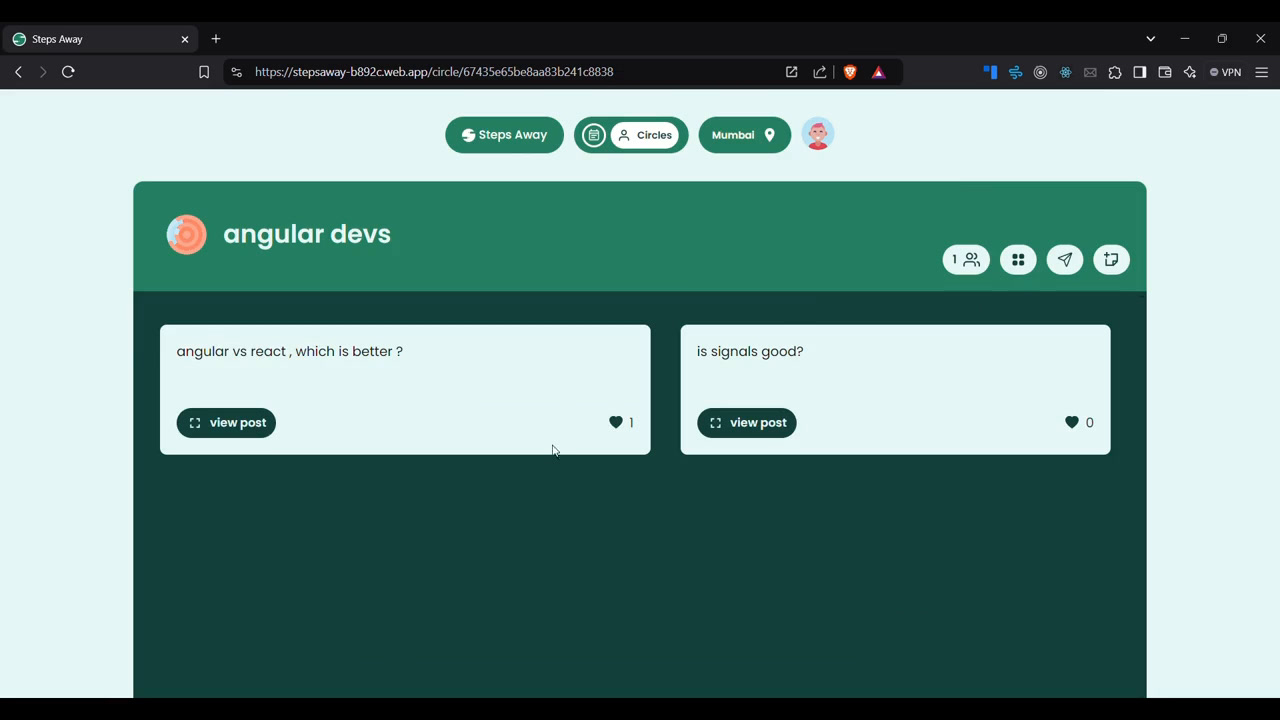 Steps Away
https://stepsaway-b892c.web.app/circle/67435e65be8aa83b241c8838
VPN
Steps Away
Circles
Mumbai
angular devs
1
angular vs react , which is better ?
is signals good?
view post
1
view post
0